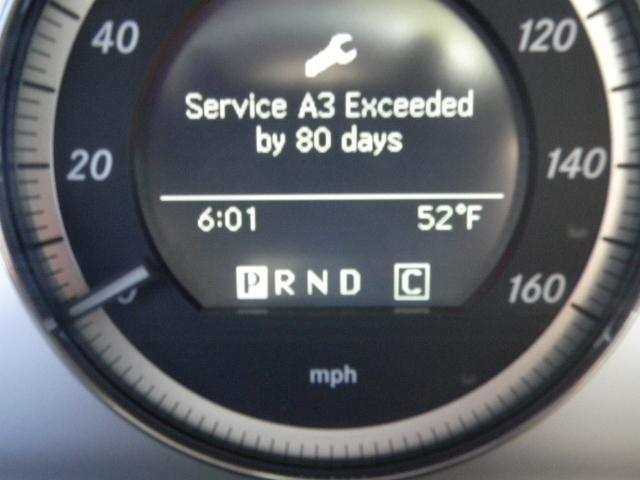 40
120
Service A3 Exceeded
by 80 days
20
140
6:01 52°F
P R N D C
160
mph